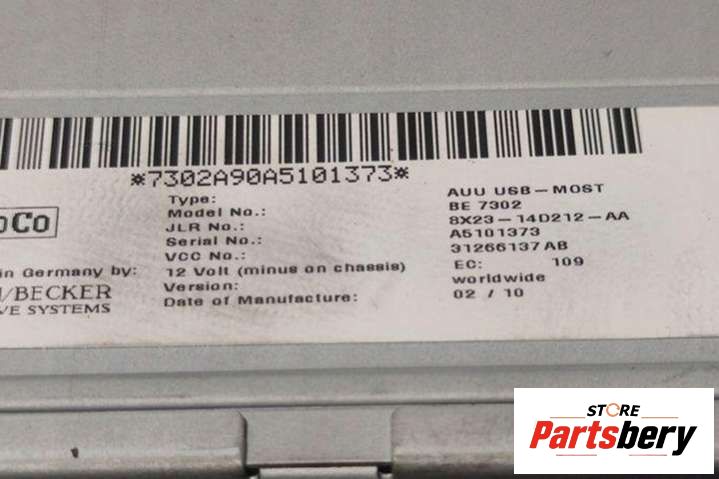 *7302A90A5101373*
Type: AUU USB-MOST
Model No.: BE 7302
JLR No.: 8X23-14D212-AA
Serial No.: A5101373
VCC No.: 31266137AB
in Germany by: 12 Volt (minus on chassis) EC: 109
Version: worldwide
Date of Manufacture: 02 / 10
oCo
/BECKER
VE SYSTEMS
STORE
Partsbery